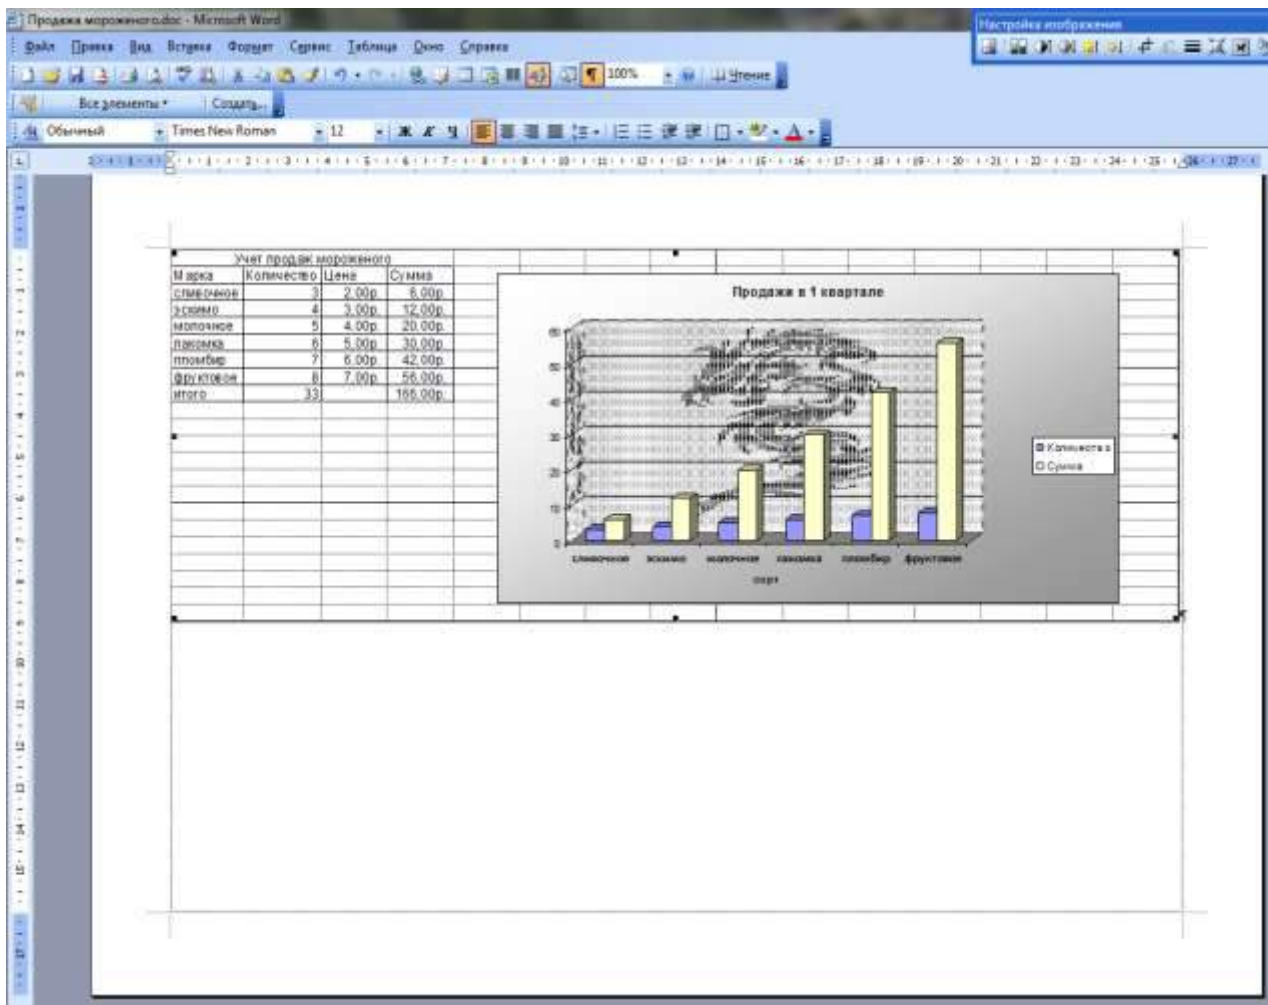 Продажа мороженого.doc - Microsoft Word
Настройка изображения
Файл Правка Вид Вставка Формат Сервис Таблица Окно Справка
100% Чтение
Все элементы Создать...
Обычный Times New Roman 12 Ж К Ч
Учет продаж мороженого
Марка Количество Цена Сумма
сливочное 3 2,00р. 6,00р.
эскимо 4 3,00р. 12,00р.
молочное 5 4,00р. 20,00р.
лакомка 6 5,00р. 30,00р.
пломбир 7 6,00р. 42,00р.
фруктовое 8 7,00р. 56,00р.
итого 33 166,00р.
Продажи в 1 квартале
60
50
40
30
20
10
0
сливочное эскимо молочное лакомка пломбир фруктовое
сорт
Количество
Сумма